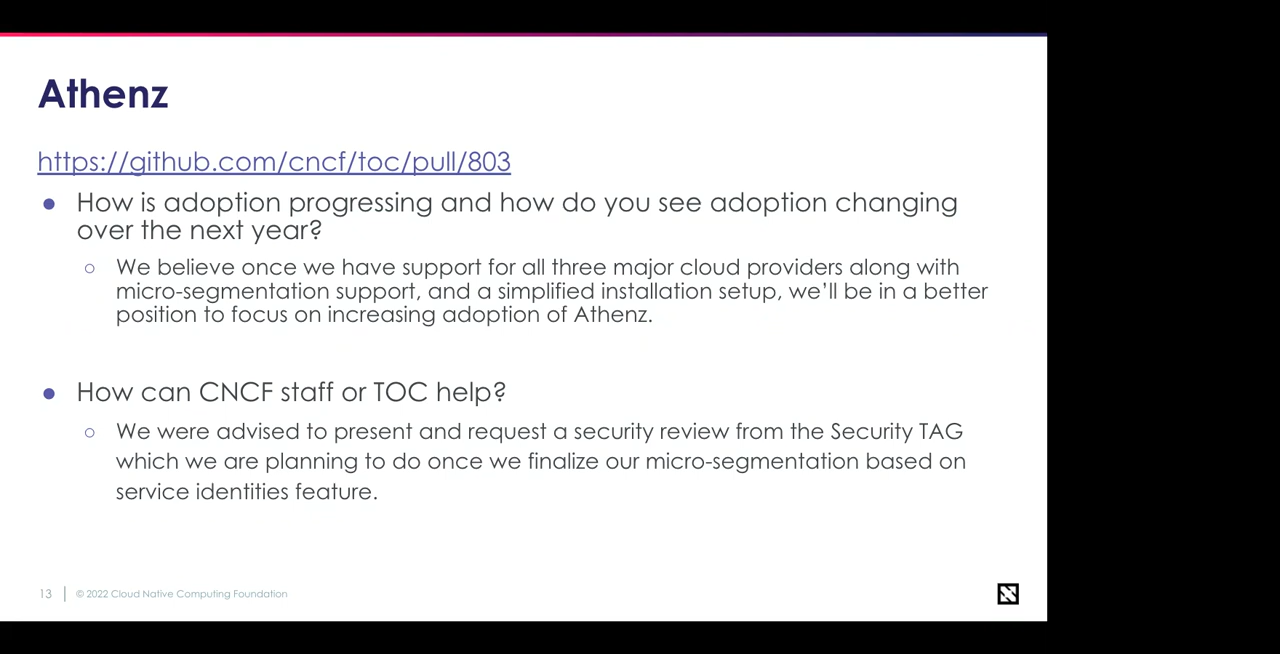 Athenz
https://github.com/cncf/toc/pull/803
● How is adoption progressing and how do you see adoption changing
over the next year?
○ We believe once we have support for all three major cloud providers along with
micro-segmentation support, and a simplified installation setup, we’ll be in a better
position to focus on increasing adoption of Athenz.
● How can CNCF staff or TOC help?
○ We were advised to present and request a security review from the Security TAG
which we are planning to do once we finalize our micro-segmentation based on
service identities feature.
13 | © 2022 Cloud Native Computing Foundation